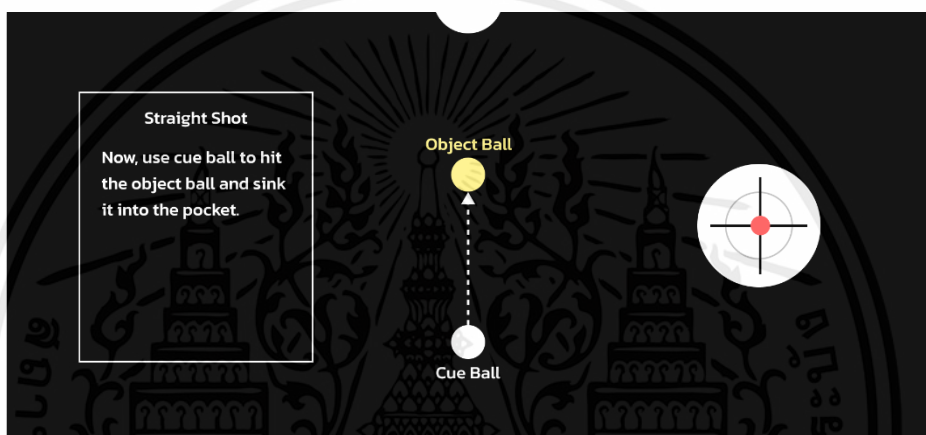 Straight Shot
Now, use cue ball to hit
the object ball and sink
it into the pocket.
Object Ball
Cue Ball